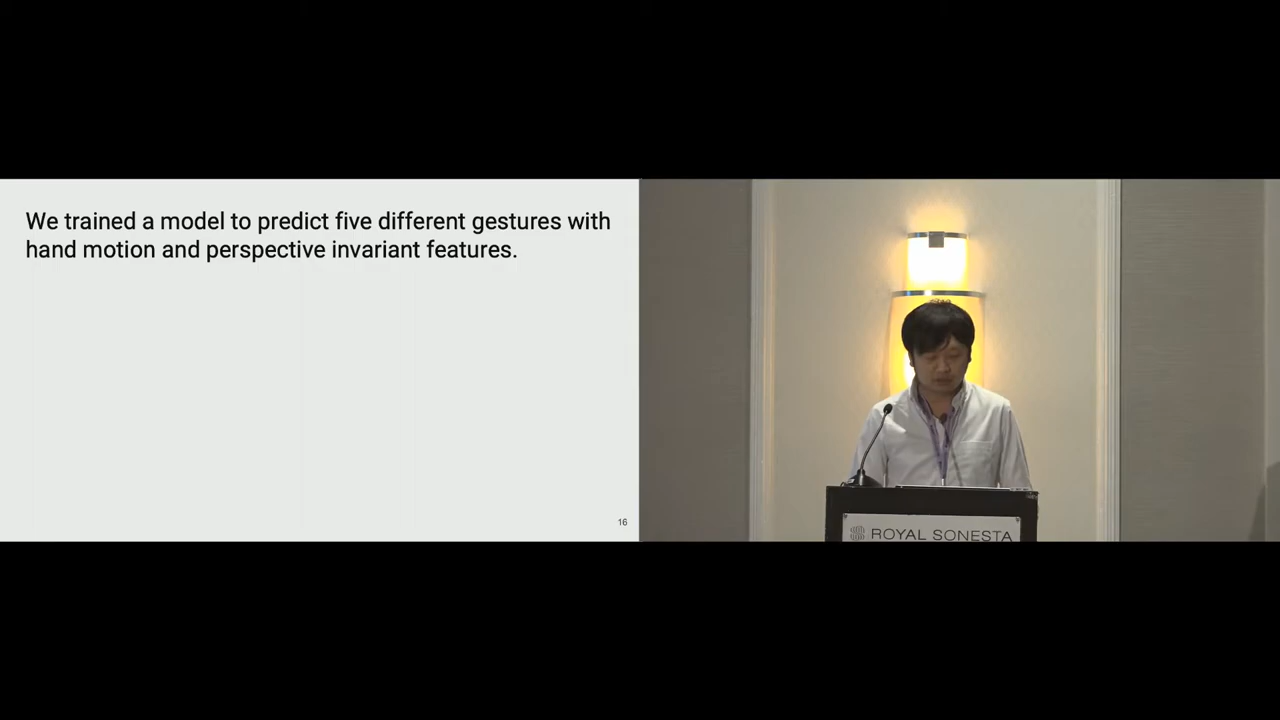 We trained a model to predict five different gestures with
hand motion and perspective invariant features.
16
ROYAL SONESTA